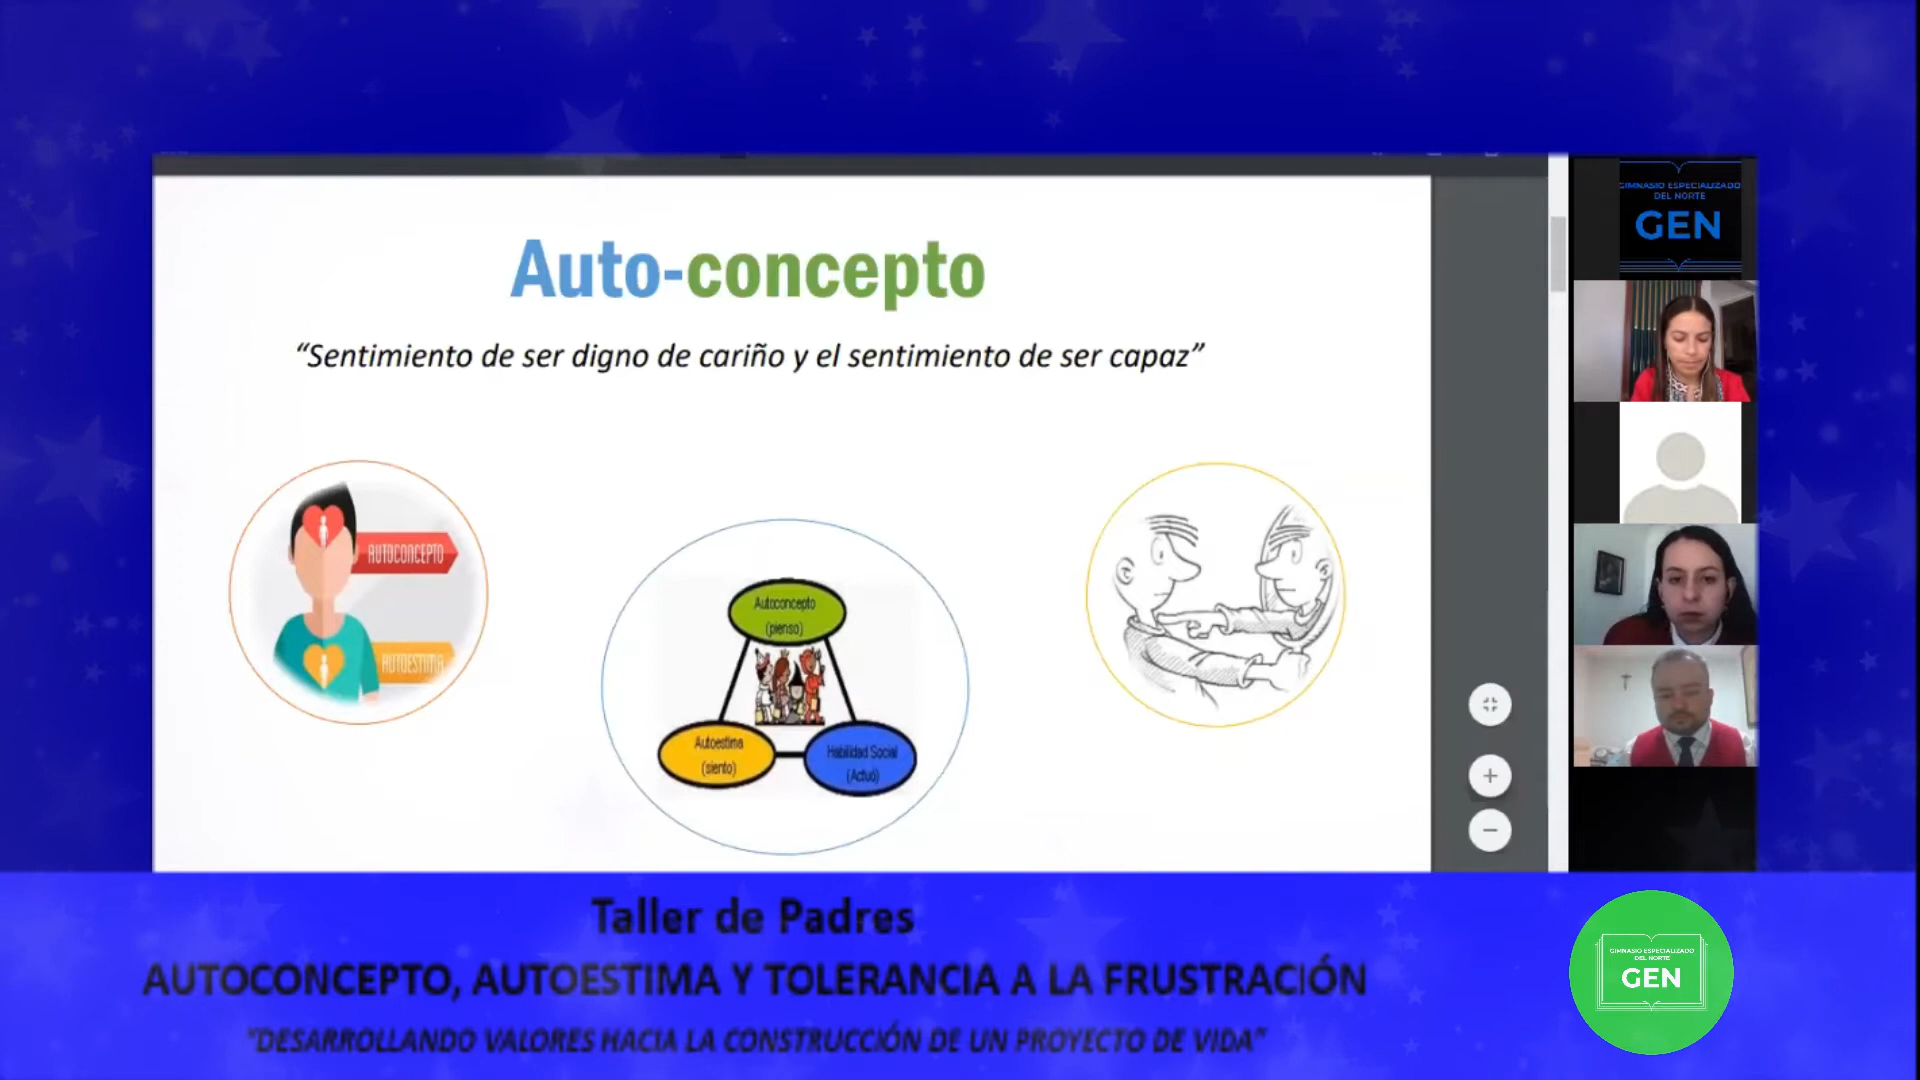 Auto-concepto
“Sentimiento de ser digno de cariño y el sentimiento de ser capaz”
AUTOCONCEPTO
AUTOESTIMA
Autoconcepto
(pienso)
Autoestima
(siento)
Habilidad Social
(Actuó)
GIMNASIO ESPECIALIZADO
DEL NORTE
GEN
Taller de Padres
AUTOCONCEPTO, AUTOESTIMA Y TOLERANCIA A LA FRUSTRACIÓN
"DESARROLLANDO VALORES HACIA LA CONSTRUCCIÓN DE UN PROYECTO DE VIDA"
GIMNASIO ESPECIALIZADO
DEL NORTE
GEN